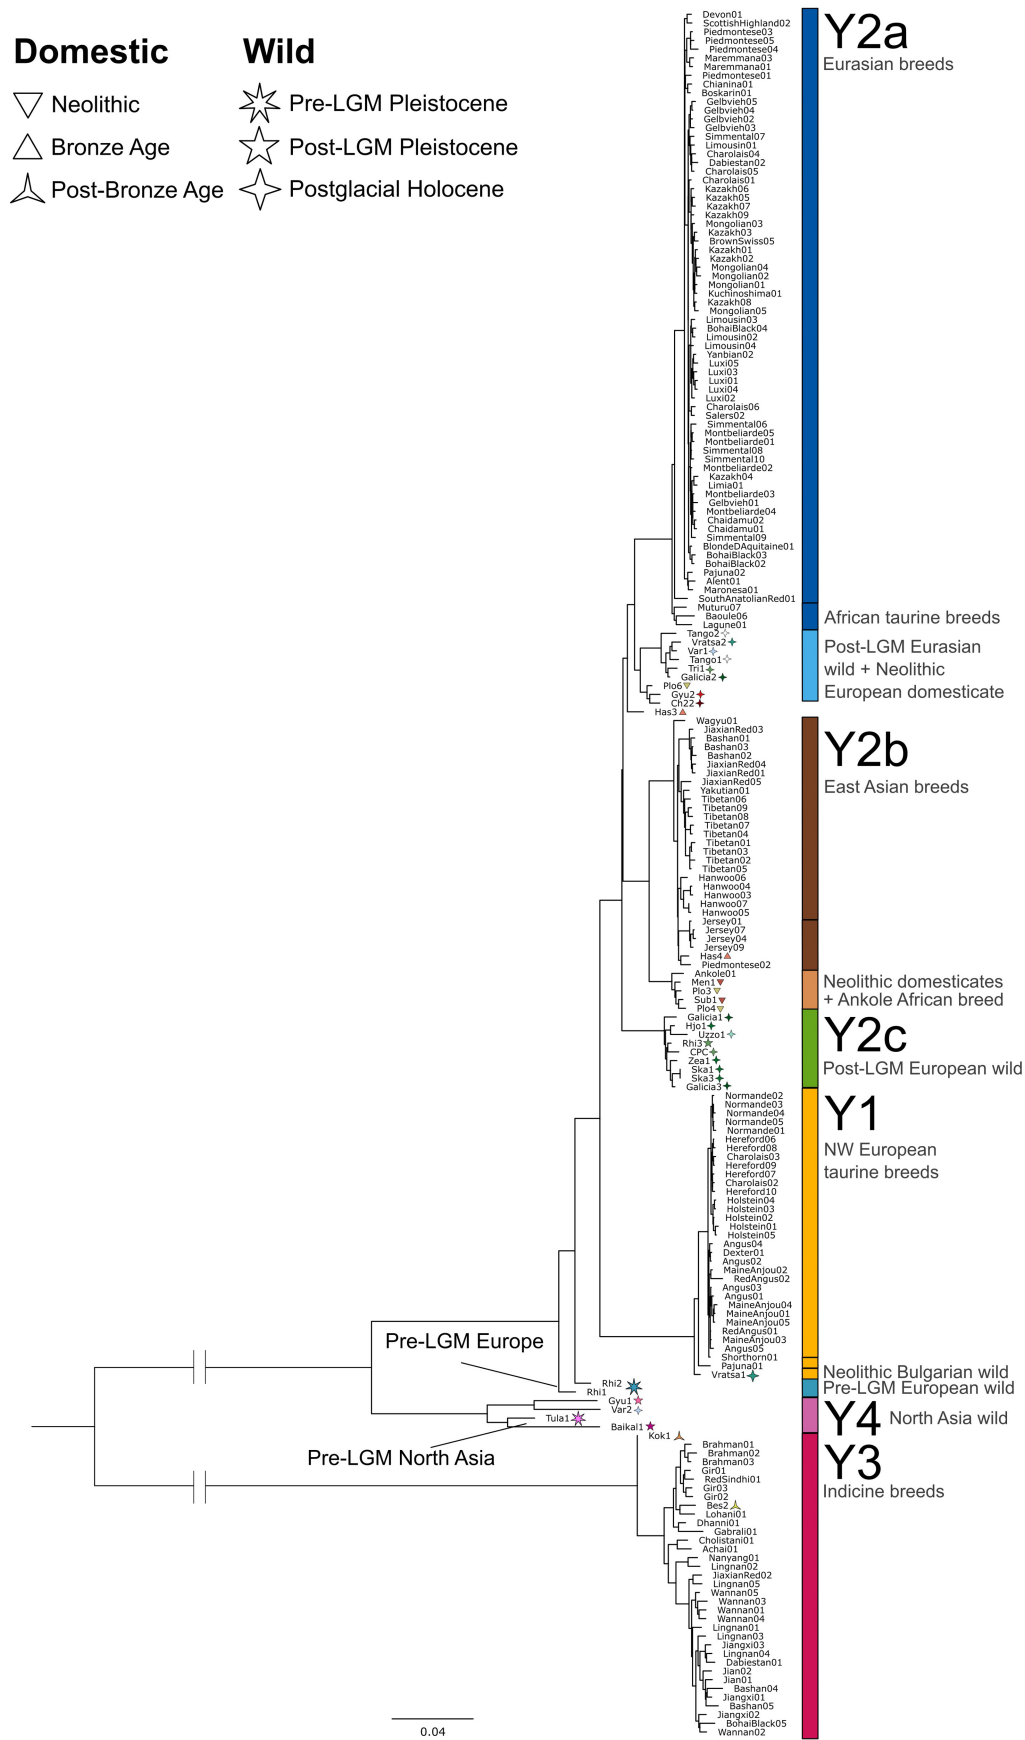 Domestic
Wild
Neolithic
Bronze Age
Post-Bronze Age
Pre-LGM Pleistocene
Post-LGM Pleistocene
Postglacial Holocene
Devon01
ScottishHighland02
Piedmontese03
Piedmontese05
Piedmontese04
Maremmana03
Maremmana01
Piedmontese01
Chianina01
Boskarin01
Gelbvieh05
Gelbvieh04
Gelbvieh02
Gelbvieh03
Simmental07
Limousin01
Charolais04
Dabiestan02
Charolais05
Charolais01
Kazakh06
Kazakh05
Kazakh07
Kazakh09
Mongolian03
Kazakh03
BrownSwiss05
Kazakh01
Kazakh02
Mongolian04
Mongolian02
Mongolian01
Kuchinoshima01
Kazakh08
Mongolian05
Limousin03
BohaiBlack04
Limousin02
Limousin04
Yanbian02
Luxi05
Luxi03
Luxi01
Luxi04
Luxi02
Charolais06
Salers02
Simmental06
Montbeliarde05
Montbeliarde01
Simmental08
Simmental10
Montbeliarde02
Kazakh04
Limia01
Montbeliarde03
Gelbvieh01
Montbeliarde04
Chaidamu02
Chaidamu01
Simmental09
BlondeDAquitaine01
BohaiBlack03
BohaiBlack02
Pajuna02
Alent01
Maronesa01
SouthAnatolianRed01
Muturu07
Baoule06
Lagune01
Tango2
Vratsa2
Var1
Tango1
Tri1
Galicia2
Plo6
Gyu2
Ch22
Has3
Wagyu01
JiaxianRed03
Bashan01
Bashan03
Bashan02
JiaxianRed04
JiaxianRed01
JiaxianRed05
Yakutian01
Tibetan06
Tibetan09
Tibetan08
Tibetan07
Tibetan04
Tibetan01
Tibetan03
Tibetan02
Tibetan05
Hanwoo06
Hanwoo04
Hanwoo03
Hanwoo07
Hanwoo05
Jersey01
Jersey07
Jersey04
Jersey09
Has4
Piedmontese02
Ankole01
Men1
Plo3
Sub1
Plo4
Galicia1
Hjo1
Uzzo1
Rhi3
CPC
Zea1
Ska1
Ska3
Galicia3
Normande02
Normande03
Normande04
Normande05
Normande01
Hereford06
Hereford08
Charolais03
Hereford09
Hereford07
Charolais02
Hereford10
Holstein04
Holstein03
Holstein02
Holstein01
Holstein05
Angus04
Dexter01
Angus02
MaineAnjou02
RedAngus02
Angus03
Angus01
MaineAnjou04
MaineAnjou01
MaineAnjou05
RedAngus01
MaineAnjou03
Angus05
Shorthorn01
Pajuna01
Vratsa1
Rhi2
Rhi1
Gyu1
Var2
Tula1
Baikal1
Kok1
Brahman01
Brahman02
Brahman03
Gir01
RedSindhi01
Gir03
Gir02
Bes2
Lohani01
Dhanni01
Gabrali01
Cholistani01
Achai01
Nanyang01
Lingnan02
JiaxianRed02
Lingnan05
Wannan05
Wannan03
Wannan01
Wannan04
Lingnan01
Lingnan03
Jiangxi03
Lingnan04
Dabiestan01
Jian02
Jian01
Bashan04
Jiangxi01
Bashan05
Jiangxi02
BohaiBlack05
Wannan02
Pre-LGM Europe
Pre-LGM North Asia
0.04
Y2a
Eurasian breeds
African taurine breeds
Post-LGM Eurasian
wild + Neolithic
European domesticate
Y2b
East Asian breeds
Neolithic domesticates
+ Ankole African breed
Y2c
Post-LGM European wild
Y1
NW European
taurine breeds
Neolithic Bulgarian wild
Pre-LGM European wild
Y4 North Asia wild
Y3
Indicine breeds